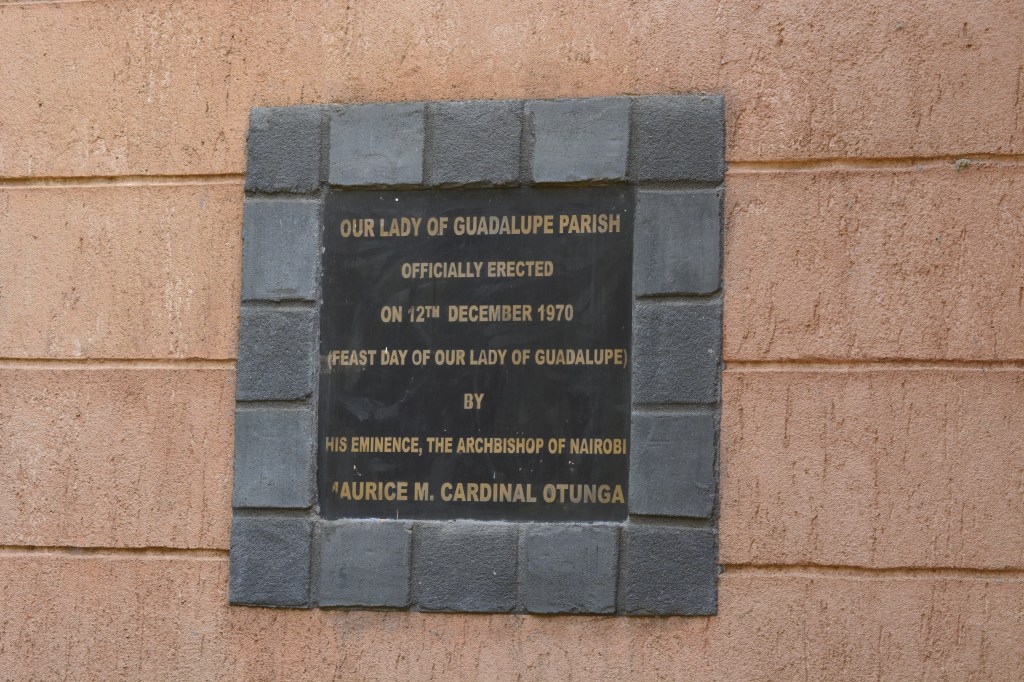 OUR LADY OF GUADALUPE PARISH
OFFICIALLY ERECTED
ON 12TH DECEMBER 1970
(FEAST DAY OF OUR LADY OF GUADALUPE)
BY
HIS EMINENCE, THE ARCHBISHOP OF NAIROBI
MAURICE M. CARDINAL OTUNGA